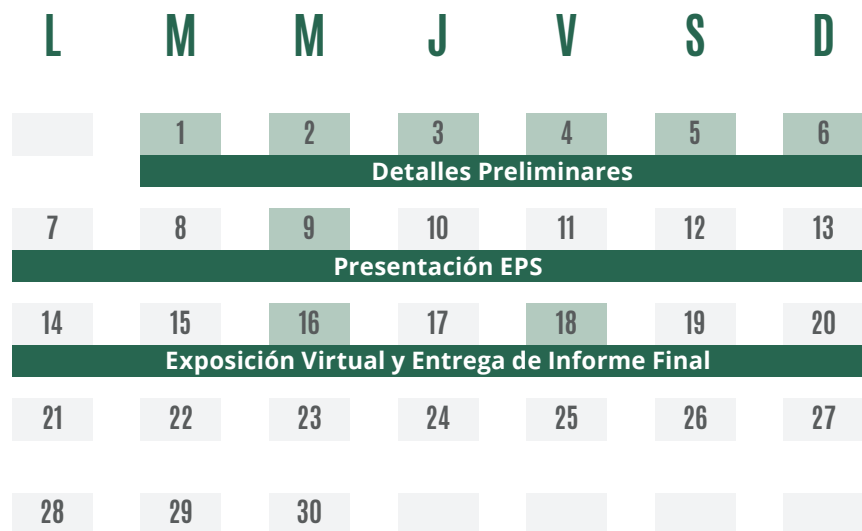 L M M J V S D
1 2 3 4 5 6
Detalles Preliminares
7 8 9 10 11 12 13
Presentación EPS
14 15 16 17 18 19 20
Exposición Virtual y Entrega de Informe Final
21 22 23 24 25 26 27
28 29 30